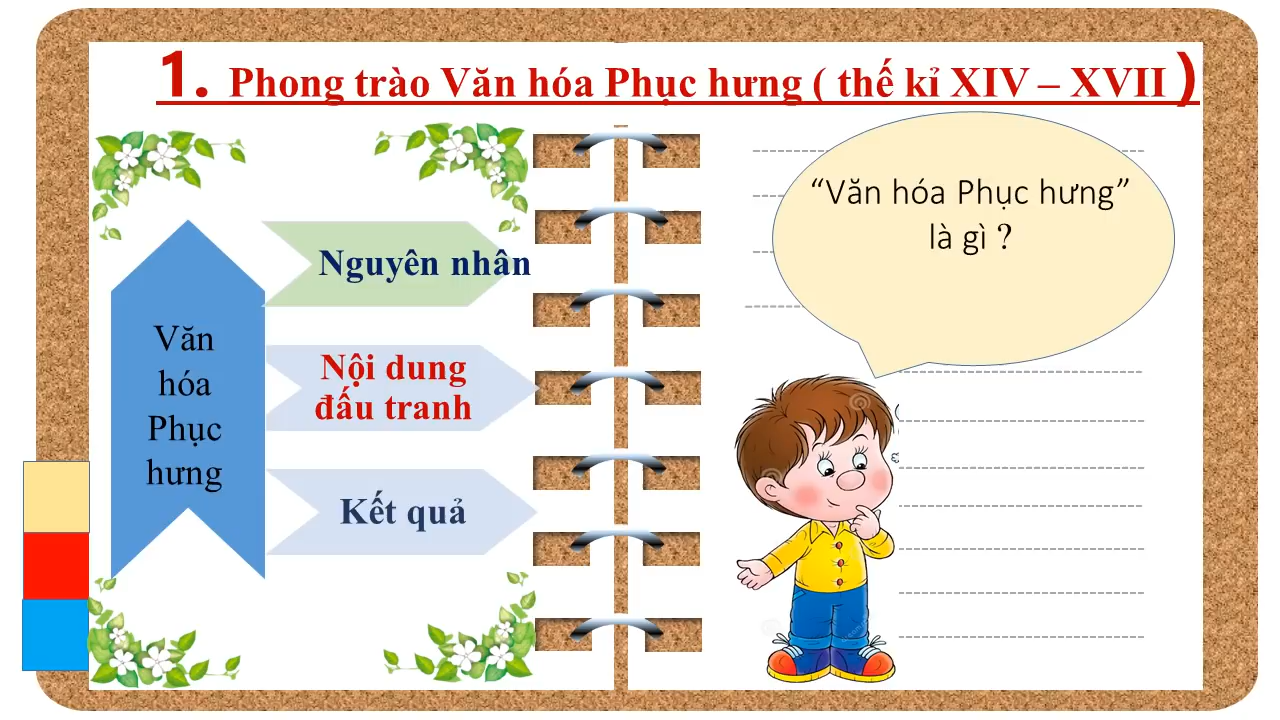 1. Phong trào Văn hóa Phục hưng ( thế kỉ XIV – XVII )
Văn
hóa
Phục
hưng
Nguyên nhân
Nội dung
đấu tranh
Kết quả
“Văn hóa Phục hưng”
là gì ?